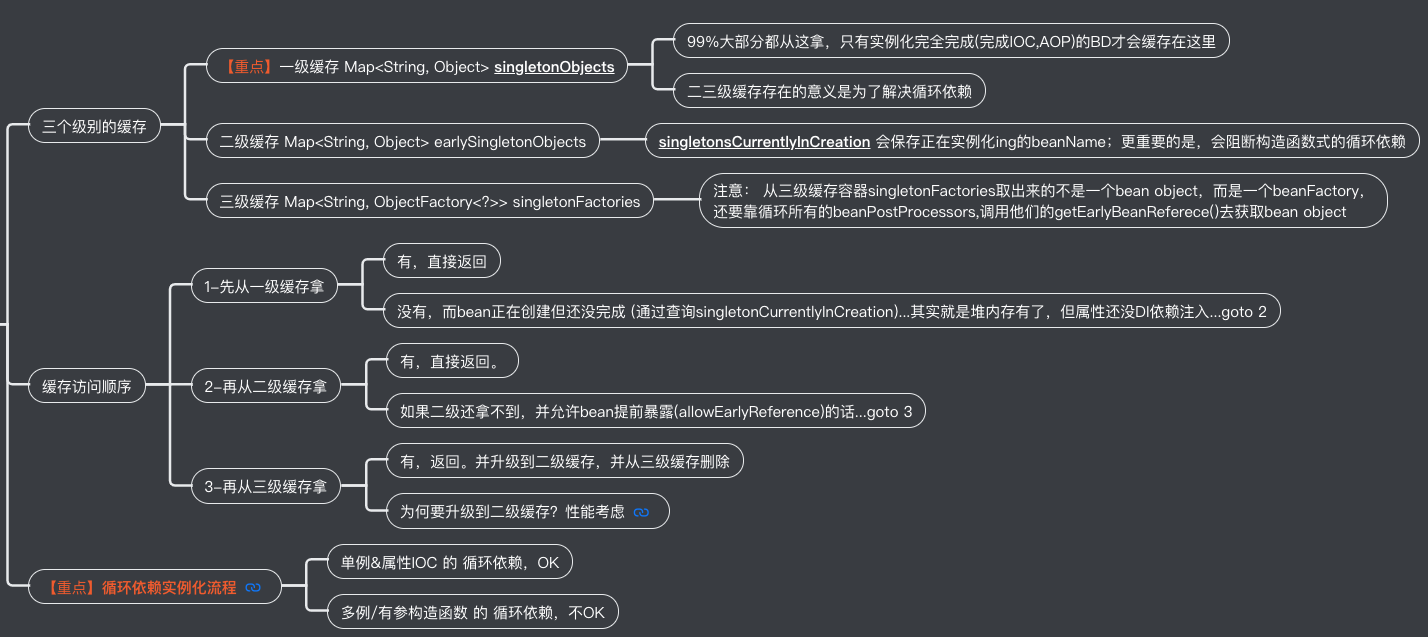 三个级别的缓存
【重点】一级缓存 Map<String, Object> singletonObjects
99%大部分都从这拿，只有实例化完全完成(完成IOC,AOP)的BD才会缓存在这里
二三级缓存存在的意义是为了解决循环依赖
二级缓存 Map<String, Object> earlySingletonObjects
singletonsCurrentlyInCreation 会保存正在实例化ing的beanName；更重要的是，会阻断构造函数式的循环依赖
三级缓存 Map<String, ObjectFactory<?>> singletonFactories
注意： 从三级缓存容器singletonFactories取出来的不是一个bean object，而是一个beanFactory，
还要靠循环所有的beanPostProcessors,调用他们的getEarlyBeanReferece()去获取bean object
缓存访问顺序
1-先从一级缓存拿
有，直接返回
没有，而bean正在创建但还没完成 (通过查询singletonCurrentlyInCreation)...其实就是堆内存有了，但属性还没DI依赖注入...goto 2
2-再从二级缓存拿
有，直接返回。
如果二级还拿不到，并允许bean提前暴露(allowEarlyReference)的话...goto 3
3-再从三级缓存拿
有，返回。并升级到二级缓存，并从三级缓存删除
为何要升级到二级缓存？性能考虑
【重点】循环依赖实例化流程
单例&属性IOC 的 循环依赖，OK
多例/有参构造函数 的 循环依赖，不OK